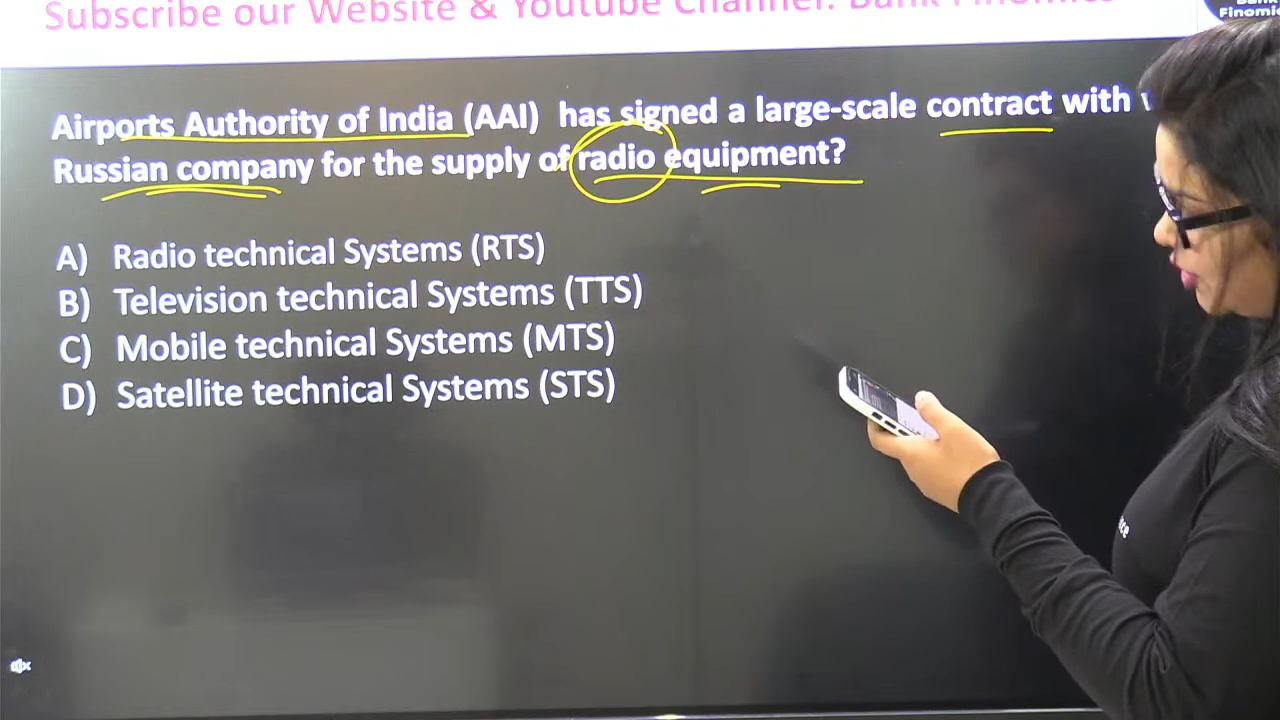 Subscribe our Website & Youtube Channel: Bank Finomics
Bank
Finomic
Airports Authority of India (AAI) has signed a large-scale contract with
Russian company for the supply of radio equipment?
A) Radio technical Systems (RTS)
B) Television technical Systems (TTS)
C) Mobile technical Systems (MTS)
D) Satellite technical Systems (STS)